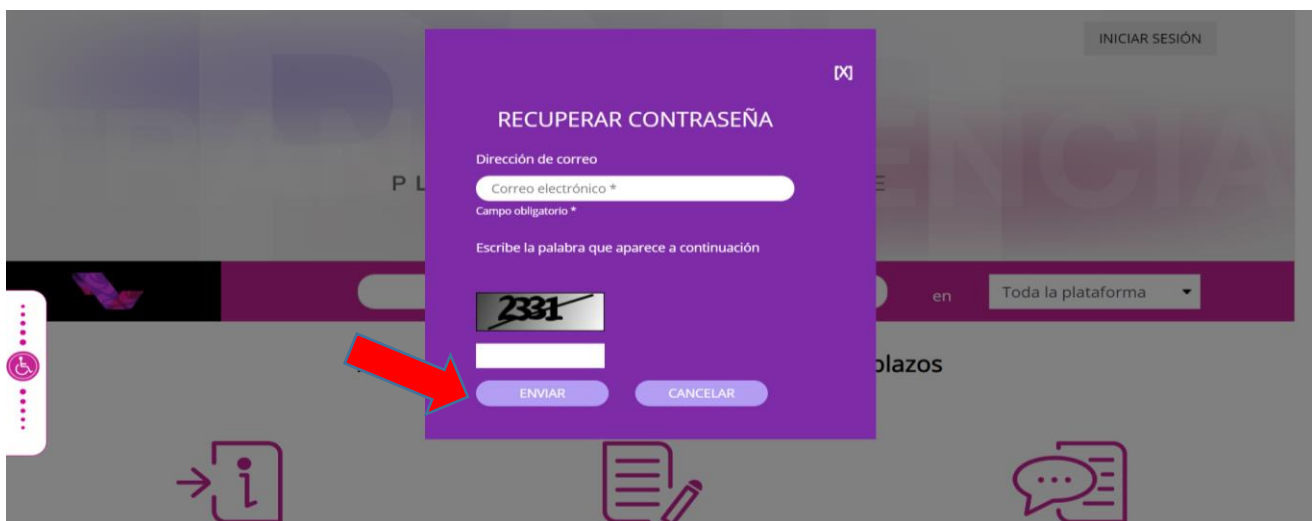 INICIAR SESIÓN
[X]
RECUPERAR CONTRASEÑA
Dirección de correo
Correo electrónico *
Campo obligatorio *
P L
E
Escribe la palabra que aparece a continuación
en
Toda la plataforma
2331
plazos
ENVIAR
CANCELAR